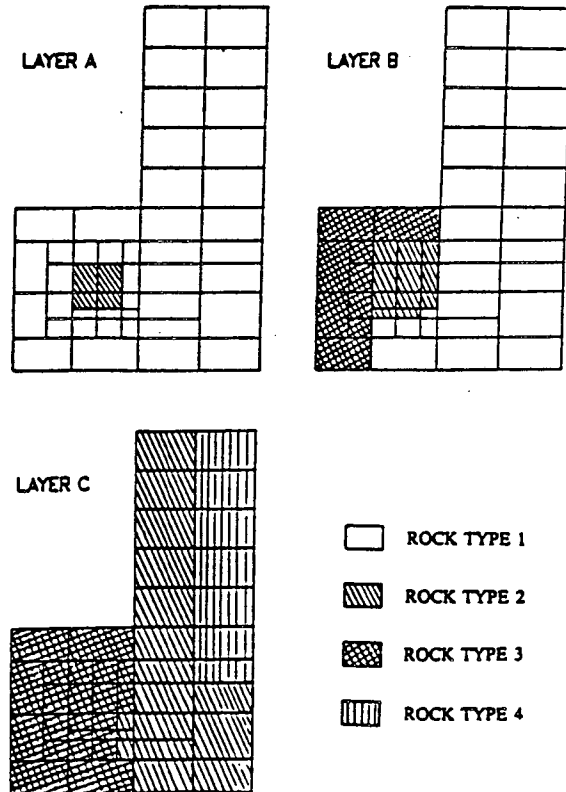 LAYER A
LAYER B
LAYER C
ROCK TYPE 1
ROCK TYPE 2
ROCK TYPE 3
ROCK TYPE 4